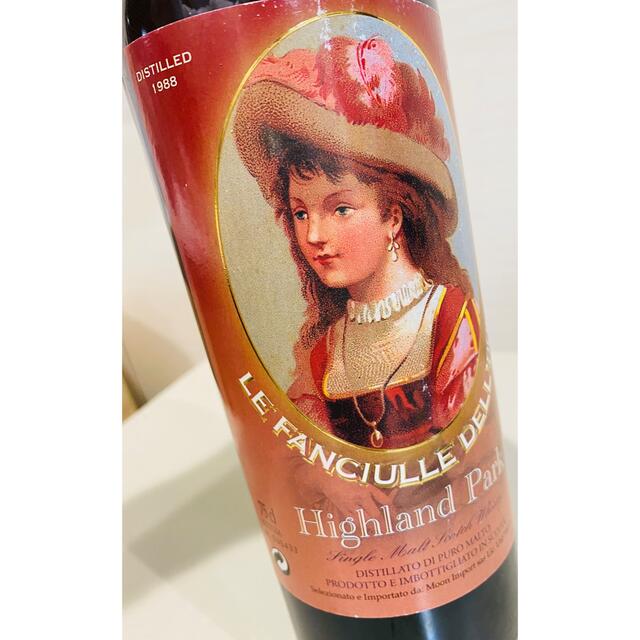 DISTILLED
1988
LE FANCIULLE DELL
Highland Park
75cl
Single Malt Scotch
DISTILLATO DI PURO MALTO
PRODOTTO E IMBOTTIGLIATO IN
Selezionato e Importato da: Moon Import